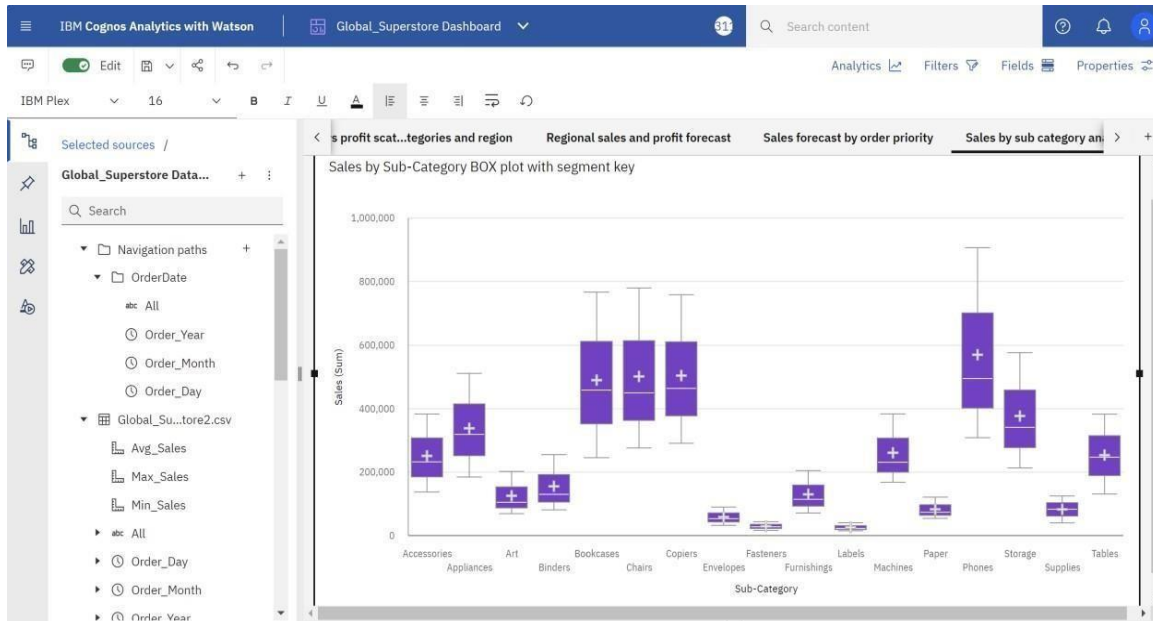 IBM Cognos Analytics with Watson
Global_Superstore Dashboard
Search content
Edit
Analytics
Filters
Fields
Properties
IBM Plex
16
B I U A
Selected sources /
Global_Superstore Data...
Search
Navigation paths
OrderDate
abc All
Order_Year
Order_Month
Order_Day
Global_Su...tore2.csv
Avg_Sales
Max_Sales
Min_Sales
abc All
Order_Day
Order_Month
Order_Year
s profit scat...tegories and region
Regional sales and profit forecast
Sales forecast by order priority
Sales by sub category an
Sales by Sub-Category BOX plot with segment key
Sales (Sum)
1,000,000
800,000
600,000
400,000
200,000
0
Accessories
Appliances
Art
Binders
Bookcases
Chairs
Copiers
Envelopes
Fasteners
Furnishings
Labels
Machines
Paper
Phones
Storage
Supplies
Tables
Sub-Category